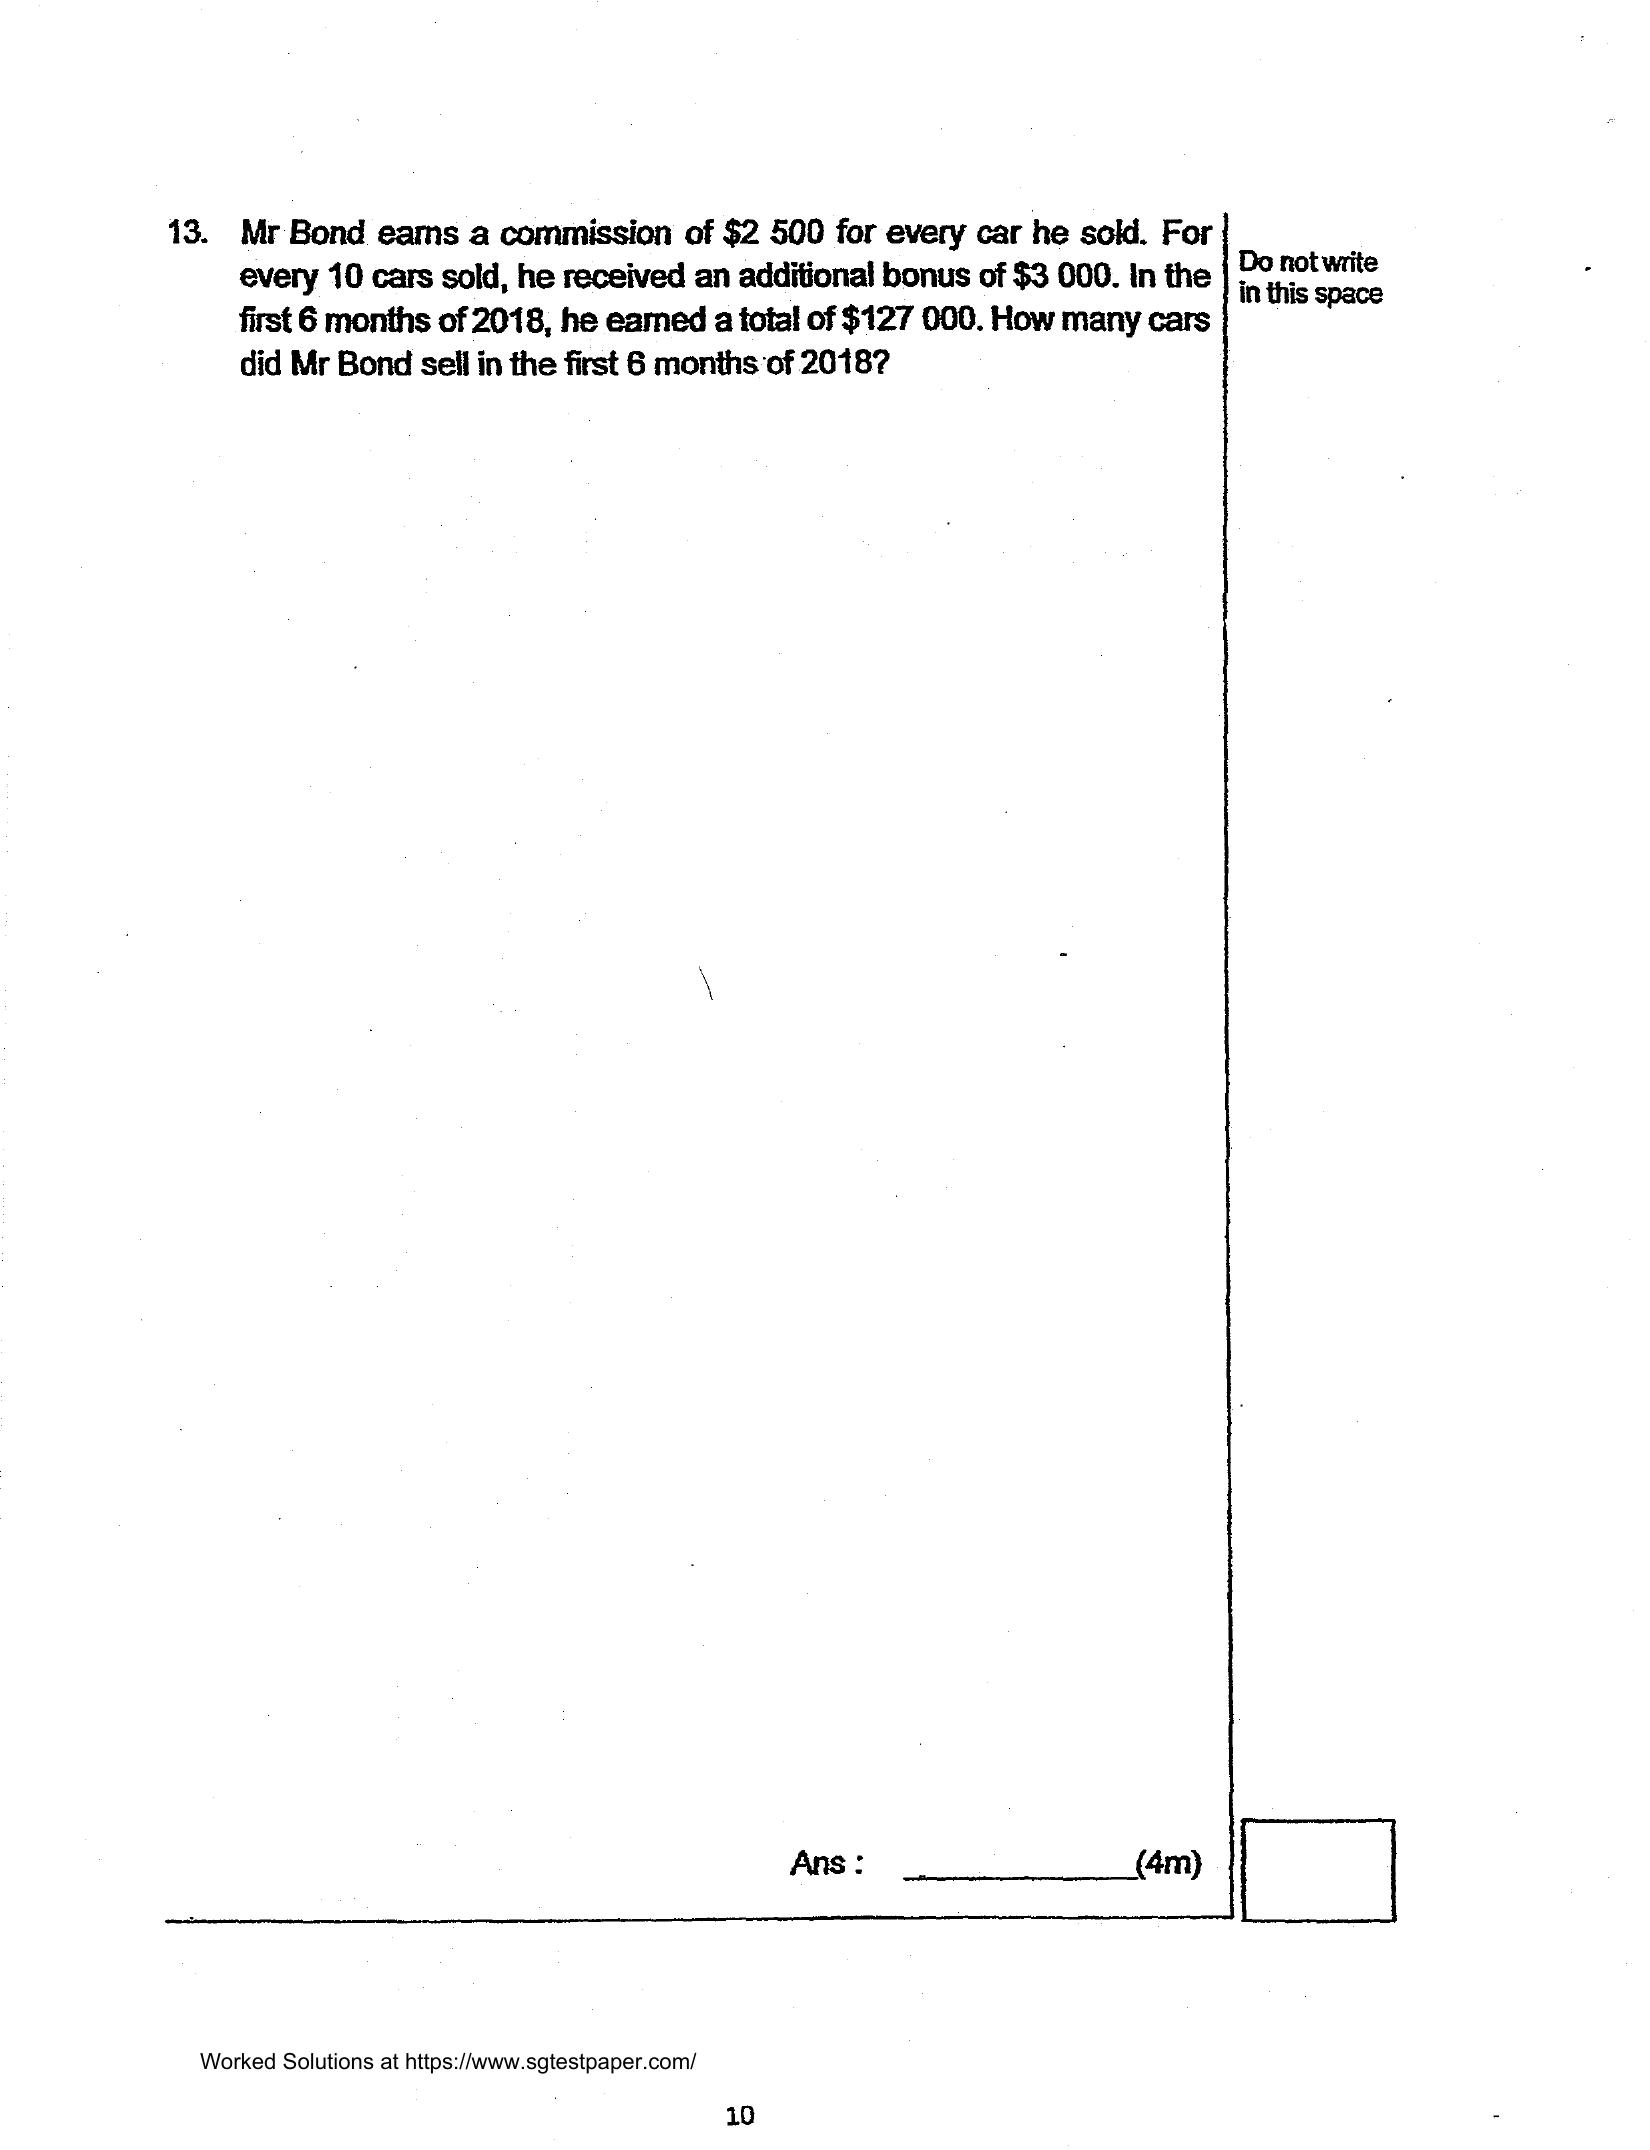 13. Mr Bond earns a commission of $2 500 for every car he sold. For
every 10 cars sold, he received an additional bonus of $3 000. In the
first 6 months of 2018, he earned a total of $127 000. How many cars
did Mr Bond sell in the first 6 months of 2018?
Do not write
in this space
Ans : ____________(4m)
Worked Solutions at https://www.sgtestpaper.com/
10